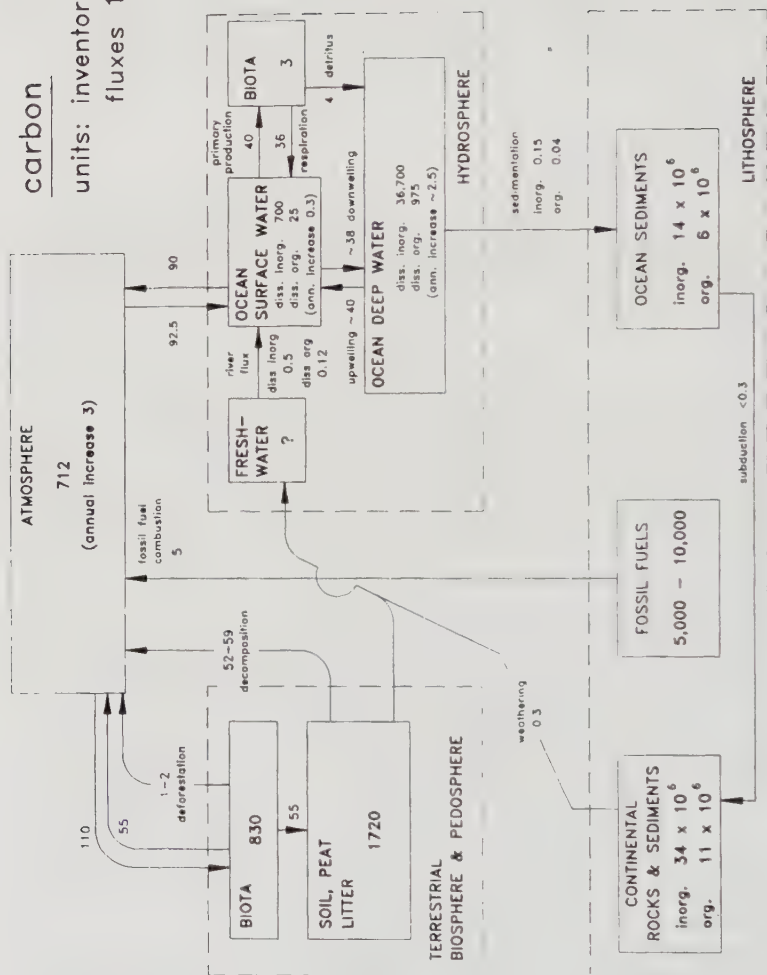 carbon
units: inventor
fluxes 1
ATMOSPHERE
712
(annual increase 3)
110
55
1-2
deforestation
52-59
decomposition
fossil fuel
combustion
5
92.5
90
BIOTA 830
55
SOIL, PEAT
LITTER
1720
TERRESTRIAL
BIOSPHERE & PEDOSPHERE
FRESH-
WATER
?
river
flux
diss inorg
0.5
diss org
0.12
OCEAN
SURFACE WATER
diss. inorg. 700
diss. org. 25
(ann. increase 0.3)
primary
production
40
36
respiration
BIOTA
3
4
detritus
upwelling ~40
~38 downwelling
OCEAN DEEP WATER
diss. inorg. 36,700
diss. org. 975
(ann. increase ~2.5)
HYDROSPHERE
weathering
0.3
sedimentation
inorg. 0.15
org. 0.04
CONTINENTAL
ROCKS & SEDIMENTS
inorg. 34 x 10^6
org. 11 x 10^6
FOSSIL FUELS
5,000 – 10,000
subduction <0.3
OCEAN SEDIMENTS
inorg. 14 x 10^6
org. 6 x 10^6
LITHOSPHERE